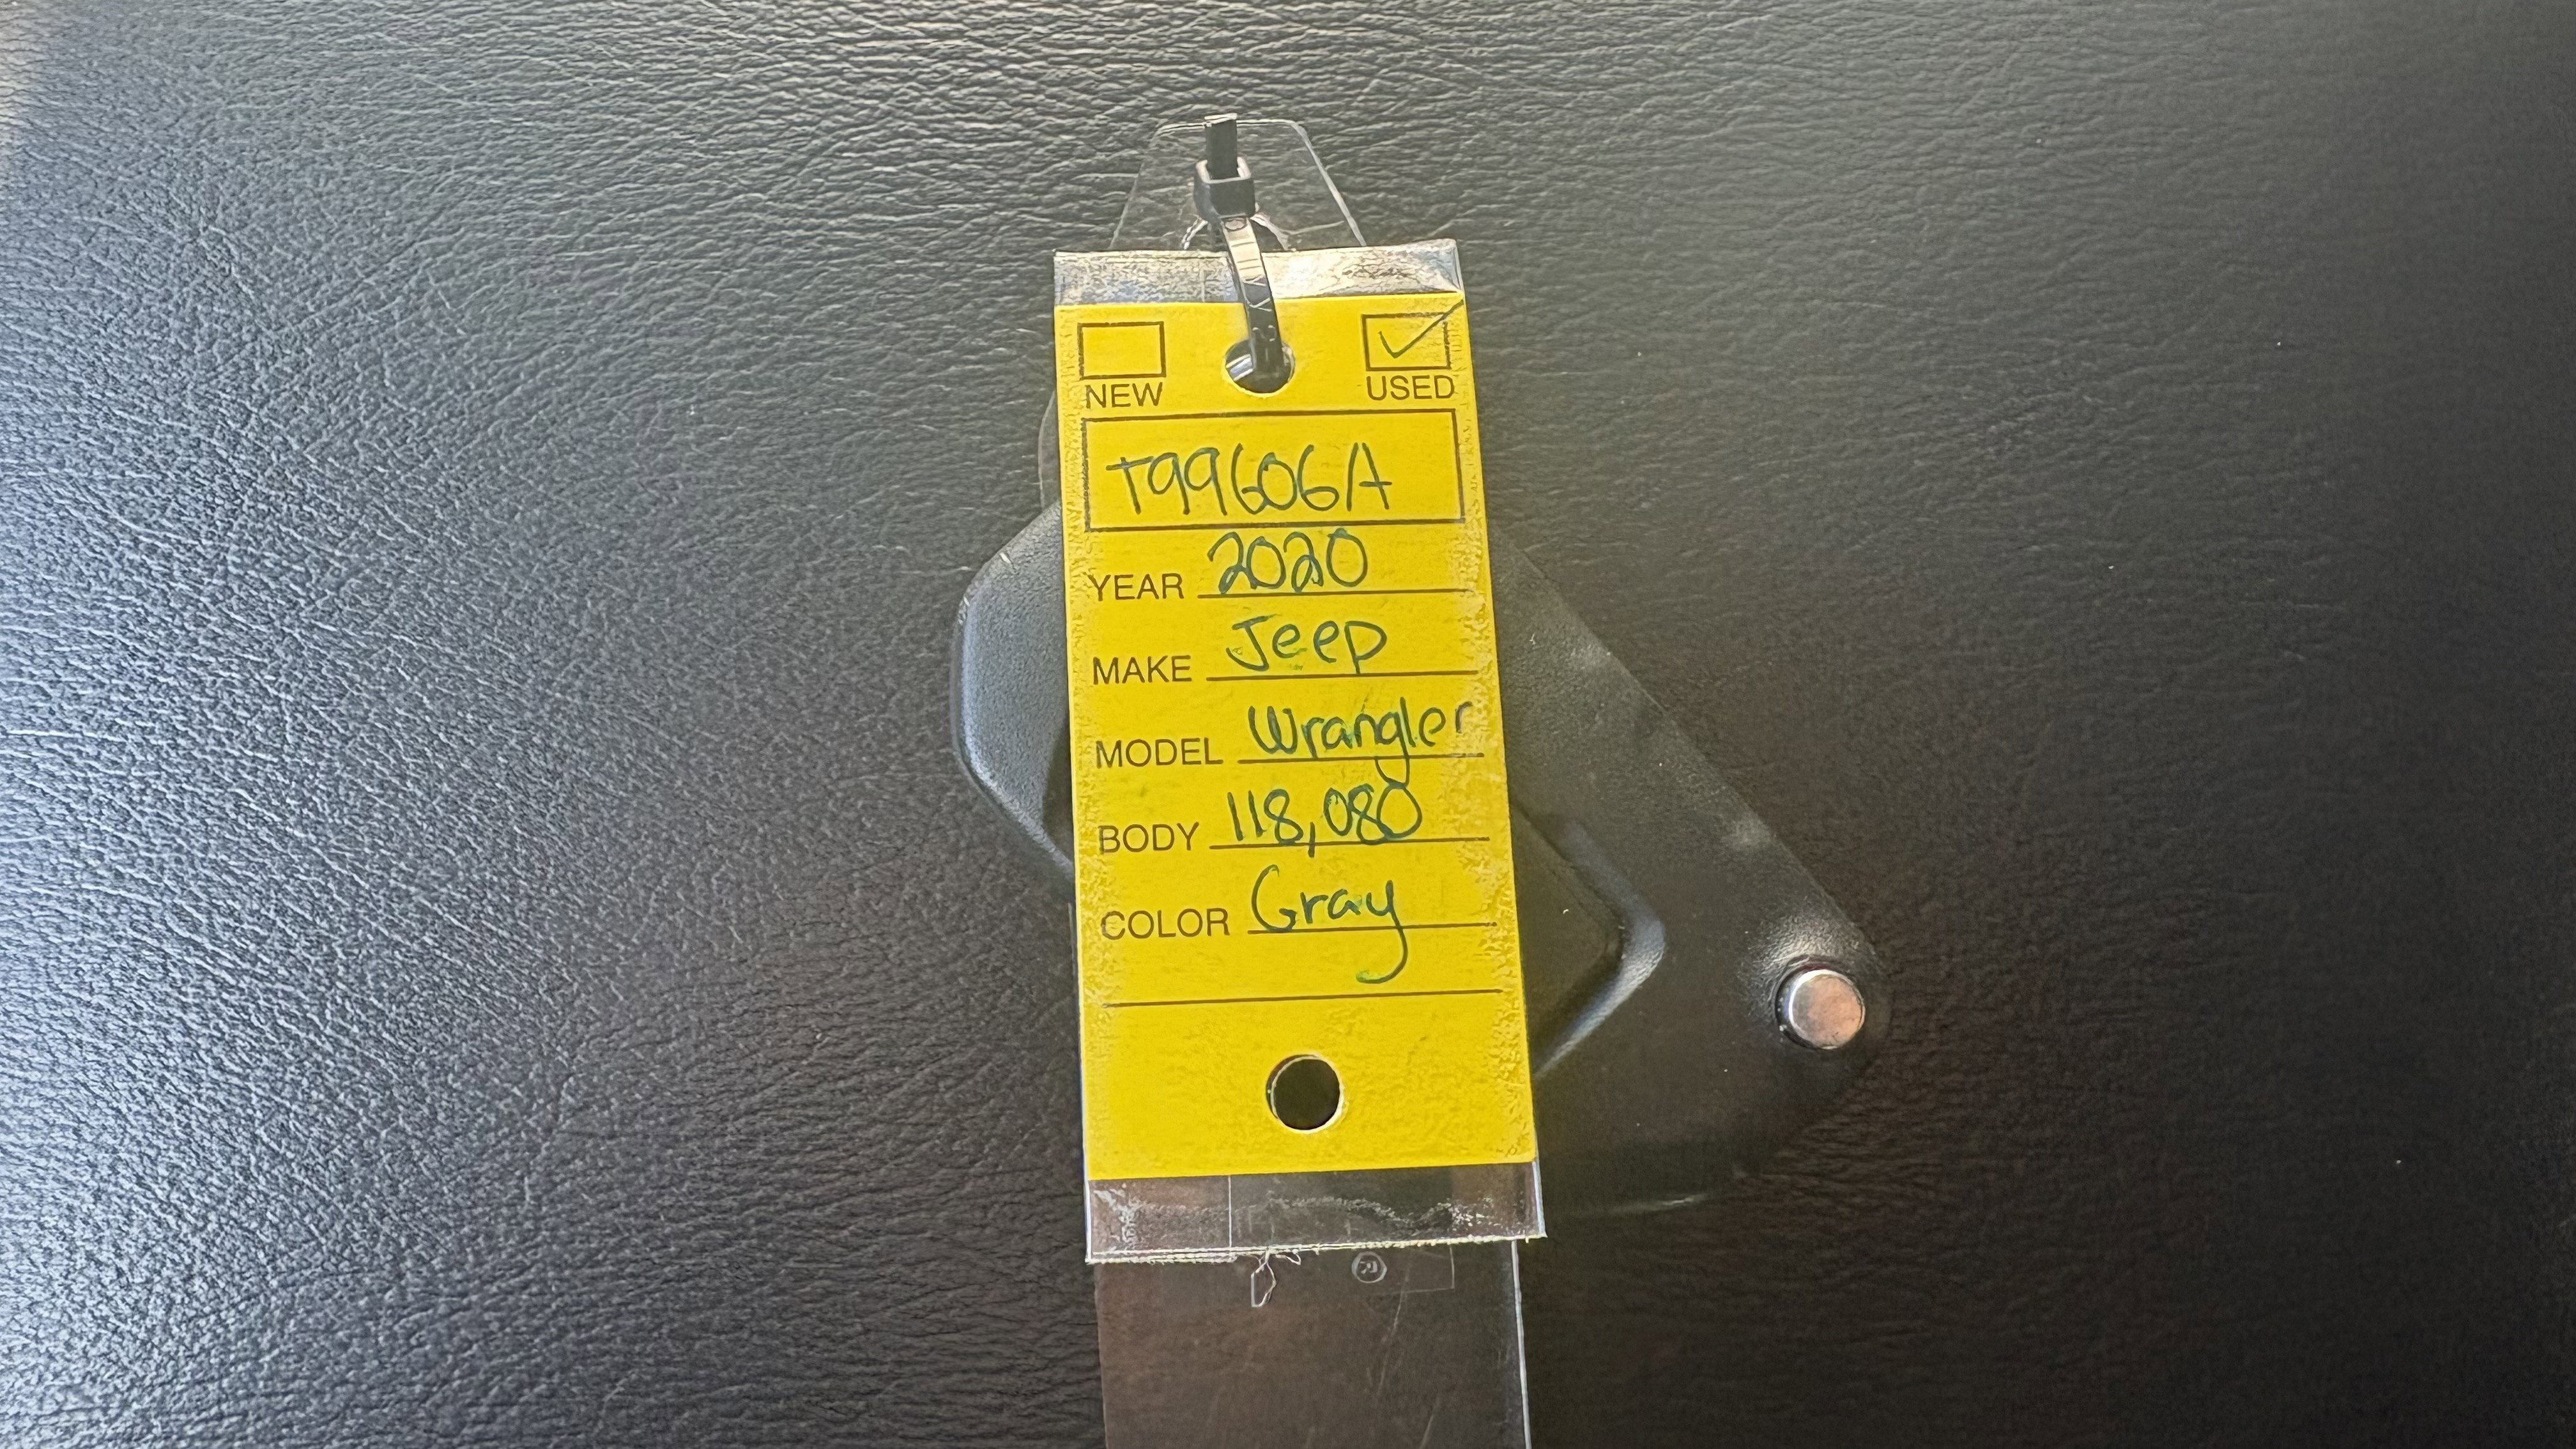 NEW USED
T99606A
YEAR 2020
MAKE Jeep
MODEL Wrangler
BODY 118,080
COLOR Gray